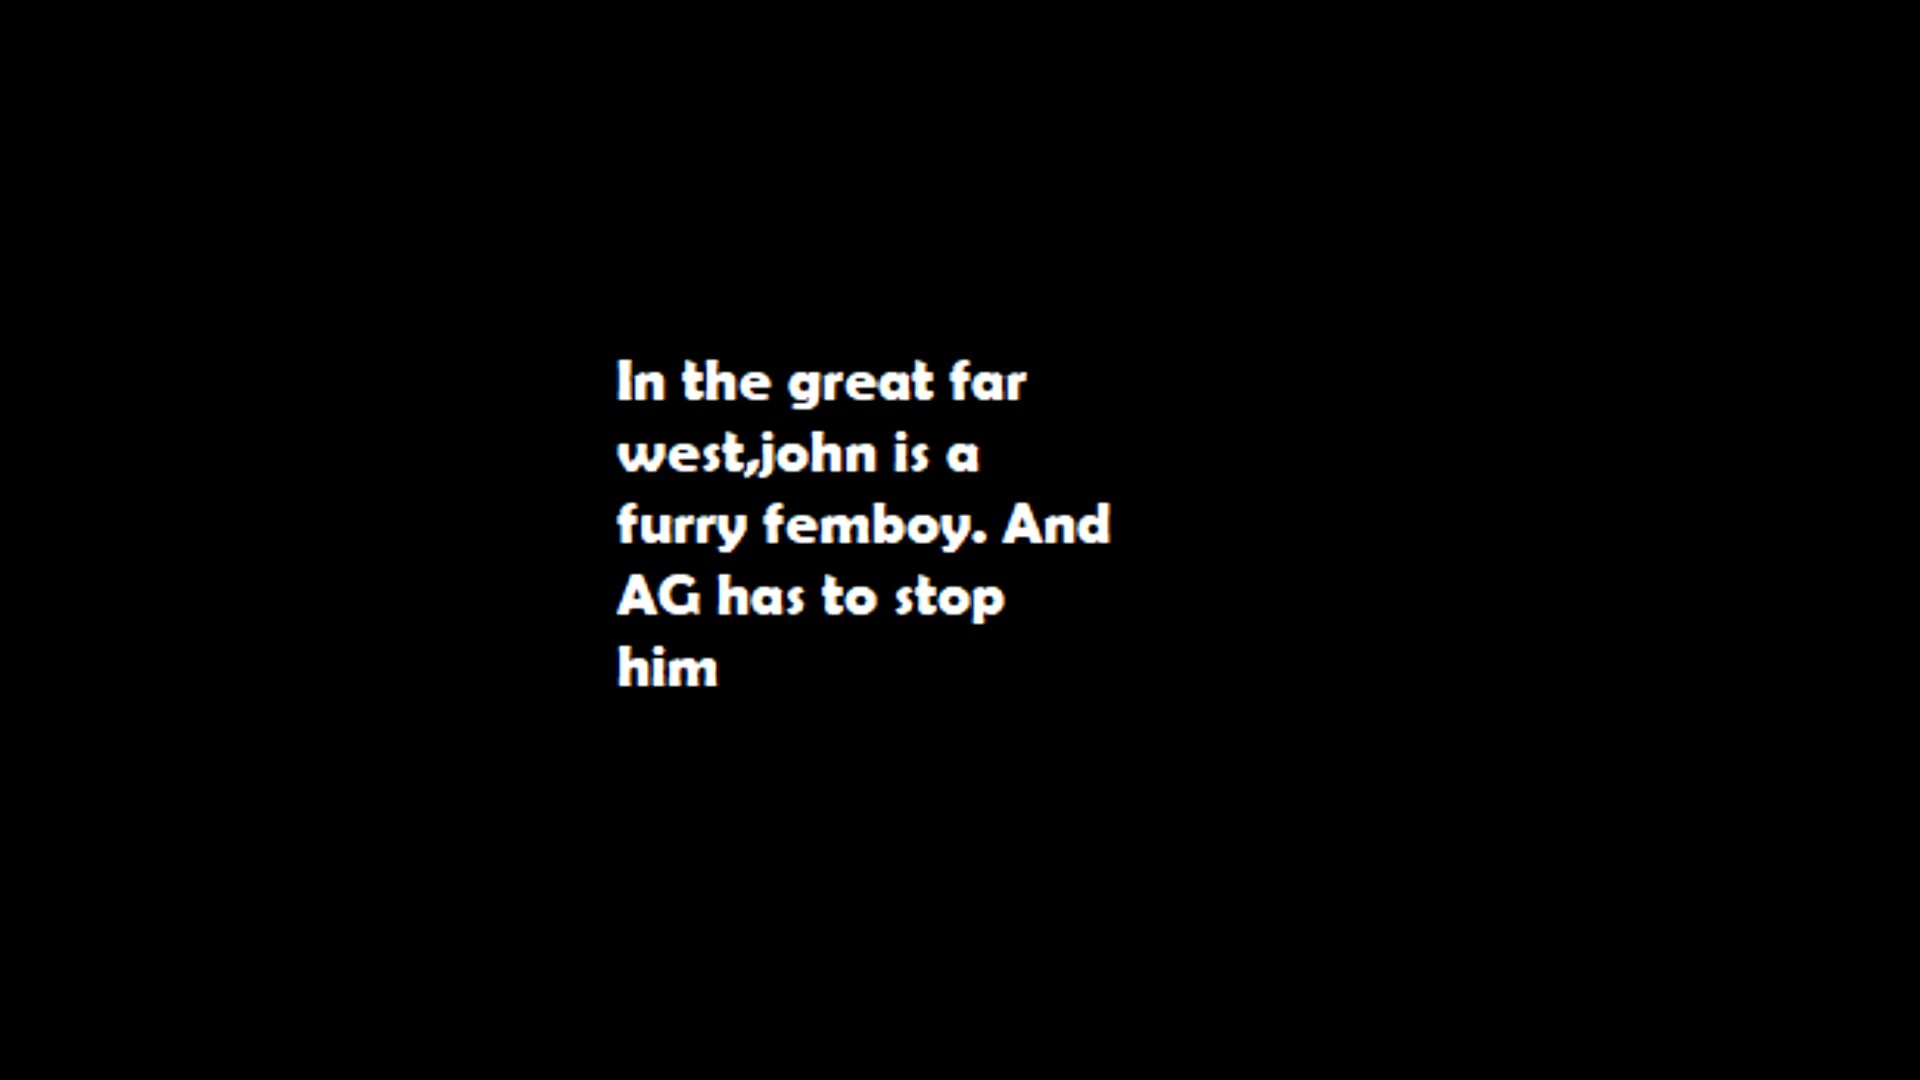 In the great far
west,john is a
furry femboy. And
AG has to stop
him